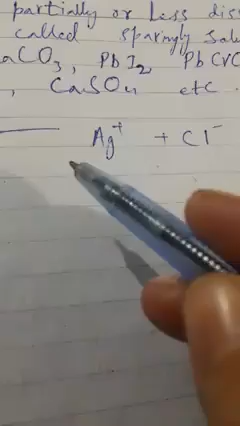 partially or Less dis
called sparingly Solu
aCO3, PbI2, PbCrO
, CaSO4 etc
Ag+ + Cl-